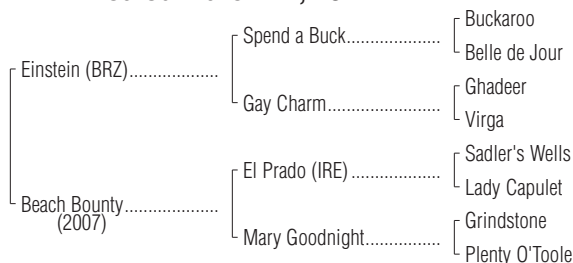 Buckaroo
Spend a Buck....................
Belle de Jour
Einstein (BRZ)...................
Ghadeer
Gay Charm........................
Virga
Sadler's Wells
El Prado (IRE) ....................
Lady Capulet
Beach Bounty....................
(2007)
Grindstone
Mary Goodnight................
Plenty O'Toole